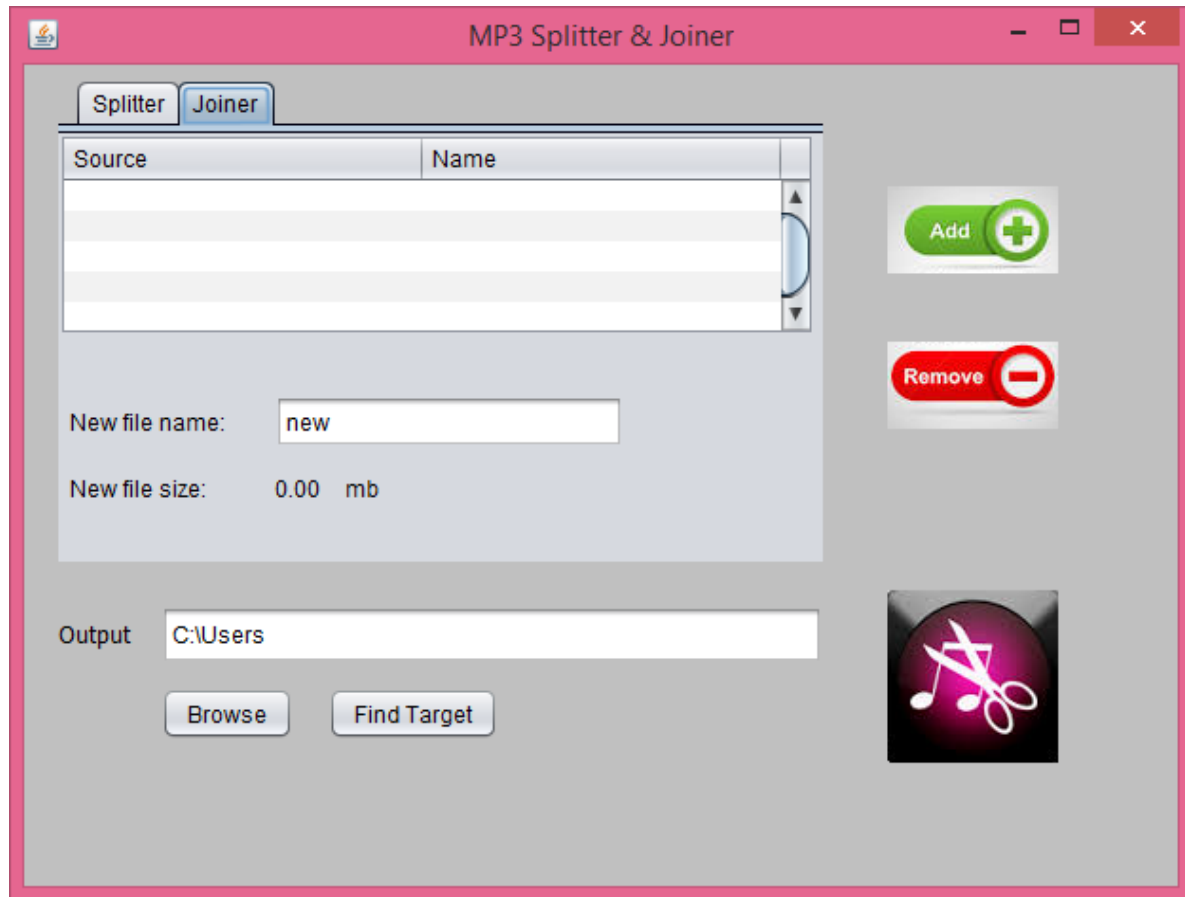 MP3 Splitter & Joiner
Splitter Joiner
Source Name
Add
Remove
New file name: new
New file size: 0.00 mb
Output C:\Users
Browse Find Target